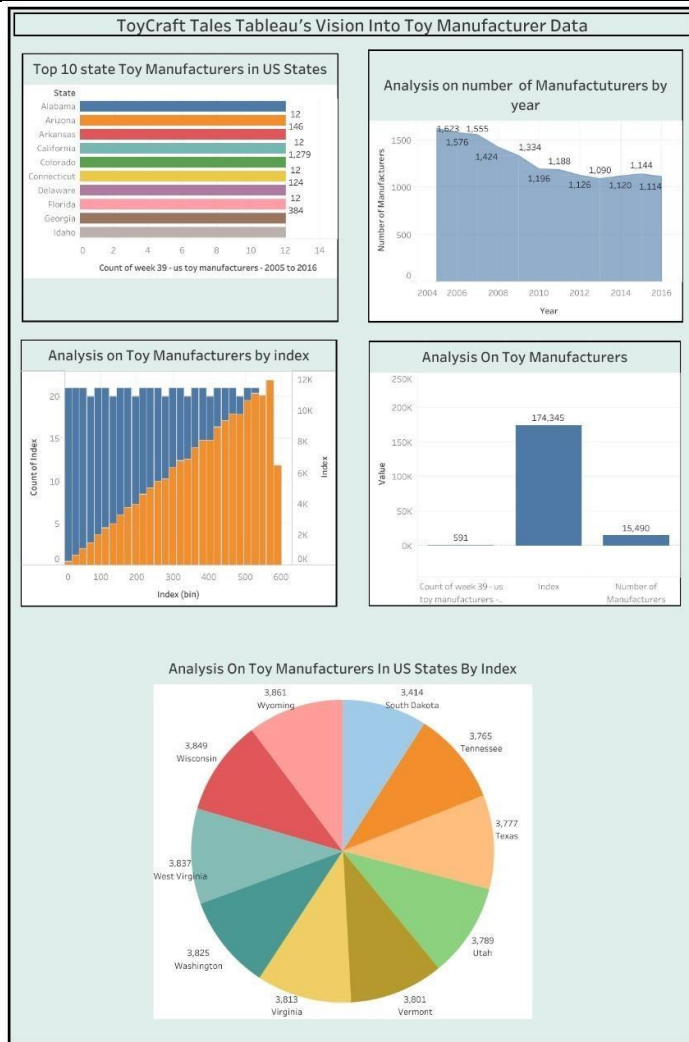 ToyCraft Tales Tableau's Vision Into Toy Manufacturer Data
Top 10 state Toy Manufacturers in US States
State
Alabama
12
Arizona
146
Arkansas
12
California
1,279
Colorado
12
Connecticut
124
Delaware
12
Florida
384
Georgia
Idaho
0 2 4 6 8 10 12 14
Count of week 39 - us toy manufacturers - 2005 to 2016
Analysis on number of Manufactuturers by
year
Number of Manufacturers
1500
1000
500
0
1,623 1,555
1,576
1,424
1,334
1,196
1,188
1,126
1,090
1,120
1,144
1,114
2004 2006 2008 2010 2012 2014 2016
Year
Analysis on Toy Manufacturers by index
Count of Index
20
15
10
5
0
12K
10K
8K
6K
4K
2K
0K
Index
0 100 200 300 400 500 600
Index (bin)
Analysis On Toy Manufacturers
Value
250K
200K
150K
100K
50K
0K
591
174,345
15,490
Count of week 39 - us
toy manufacturers -..
Index
Number of
Manufacturers
Analysis On Toy Manufacturers In US States By Index
3,861
Wyoming
3,414
South Dakota
3,849
Wisconsin
3,765
Tennessee
3,777
Texas
3,837
West Virginia
3,789
Utah
3,825
Washington
3,813
Virginia
3,801
Vermont